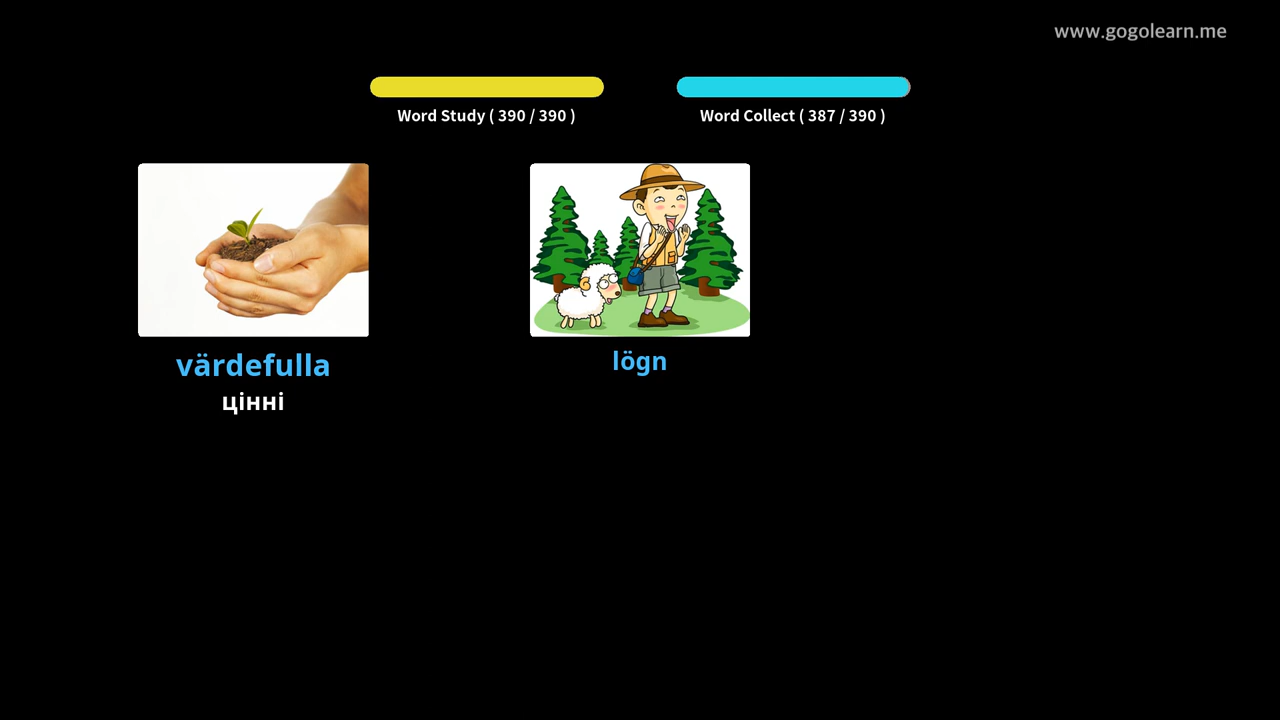 www.gogolearn.me
Word Study ( 390 / 390 )
Word Collect ( 387 / 390 )
värdefulla
цінні
lögn